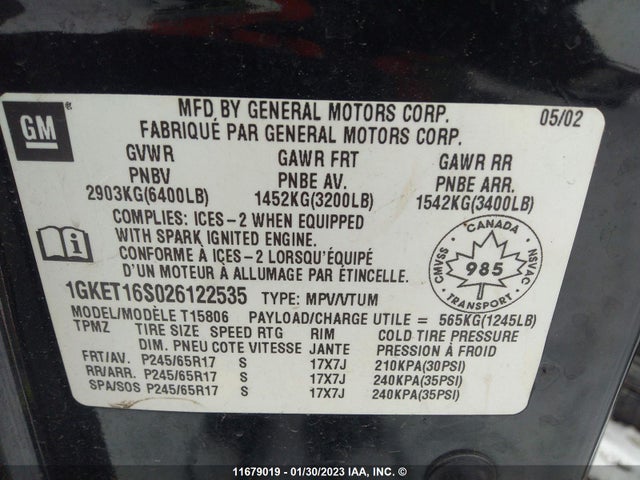 GM ®
MFD BY GENERAL MOTORS CORP. 05/02
FABRIQUÉ PAR GENERAL MOTORS CORP.
GVWR GAWR FRT GAWR RR
PNBV PNBE AV. PNBE ARR.
2903KG(6400LB) 1452KG(3200LB) 1542KG(3400LB)
COMPLIES: ICES-2 WHEN EQUIPPED
WITH SPARK IGNITED ENGINE.
CONFORME À ICES-2 LORSQU'ÉQUIPÉ
D'UN MOTEUR À ALLUMAGE PAR ÉTINCELLE.
CANADA
CMVSS 985 NSVAC
TRANSPORT
1GKET16S026122535 TYPE: MPV/VTUM
MODEL/MODÈLE T15806 PAYLOAD/CHARGE UTILE = 565KG(1245LB)
TPMZ TIRE SIZE SPEED RTG RIM COLD TIRE PRESSURE
DIM. PNEU COTE VITESSE JANTE PRESSION À FROID
FRT/AV. P245/65R17 S 17X7J 210KPA(30PSI)
RR/ARR. P245/65R17 S 17X7J 240KPA(35PSI)
SPA/SOS P245/65R17 S 17X7J 240KPA(35PSI)
11679019 - 01/30/2023 IAA, INC. ©